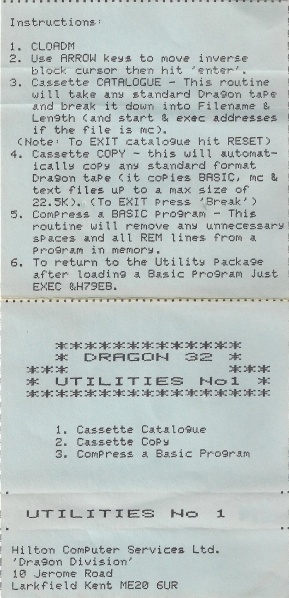 Instructions:
1. CLOADM
2. Use ARROW keys to move inverse
block cursor then hit 'enter'.
3. Cassette CATALOGUE - This routine
will take any standard Dragon tape
and break it down into Filename &
Length (and start & exec addresses
if the file is mc).
(Note: To EXIT catalogue hit RESET)
4. Cassette COPY - this will automat-
ically copy any standard format
Dragon tape (it copies BASIC, mc &
text files up to a max size of
22.5K). (To EXIT Press 'Break')
5. Compress a BASIC Program - This
routine will remove any unnecessary
spaces and all REM lines from a
Program in memory.
6. To return to the Utility Package
after loading a Basic Program Just
EXEC &H79EB.
*************
* DRAGON 32 *
*** ***
* UTILITIES No1 *
*******************
1. Cassette Catalogue
2. Cassette Copy
3. Compress a Basic Program
UTILITIES No 1
Hilton Computer Services Ltd.
'Dragon Division'
10 Jerome Road
Larkfield Kent ME20 6UR